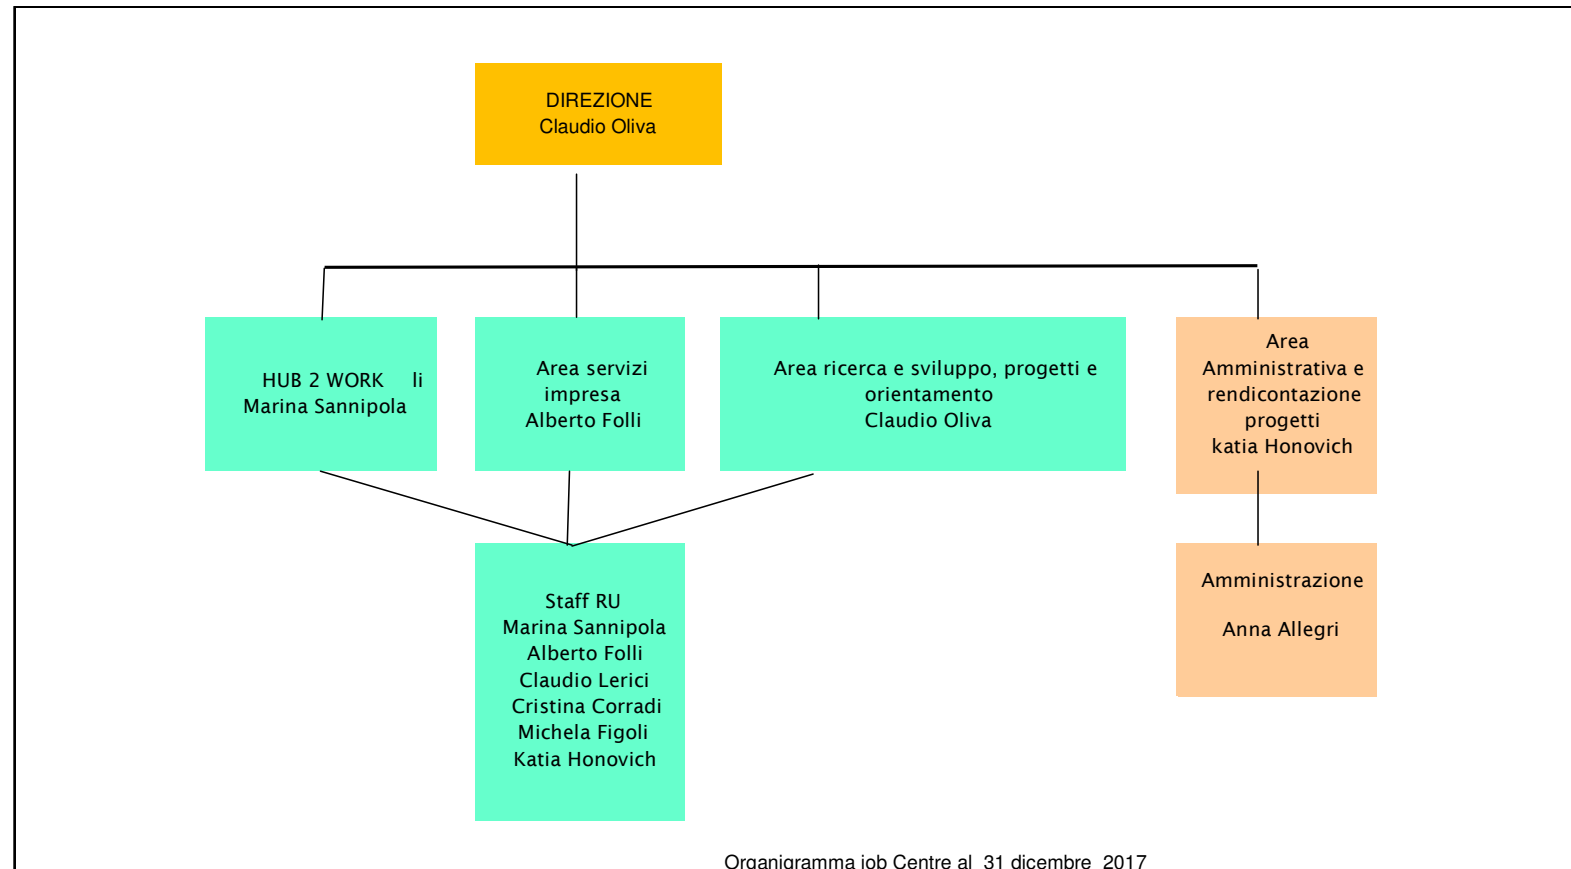 DIREZIONE
Claudio Oliva
HUB 2 WORK li
Marina Sannipola
Area servizi
impresa
Alberto Folli
Area ricerca e sviluppo, progetti e
orientamento
Claudio Oliva
Area
Amministrativa e
rendicontazione
progetti
katia Honovich
Staff RU
Marina Sannipola
Alberto Folli
Claudio Lerici
Cristina Corradi
Michela Figoli
Katia Honovich
Amministrazione
Anna Allegri
Organigramma job Centre al 31 dicembre 2017